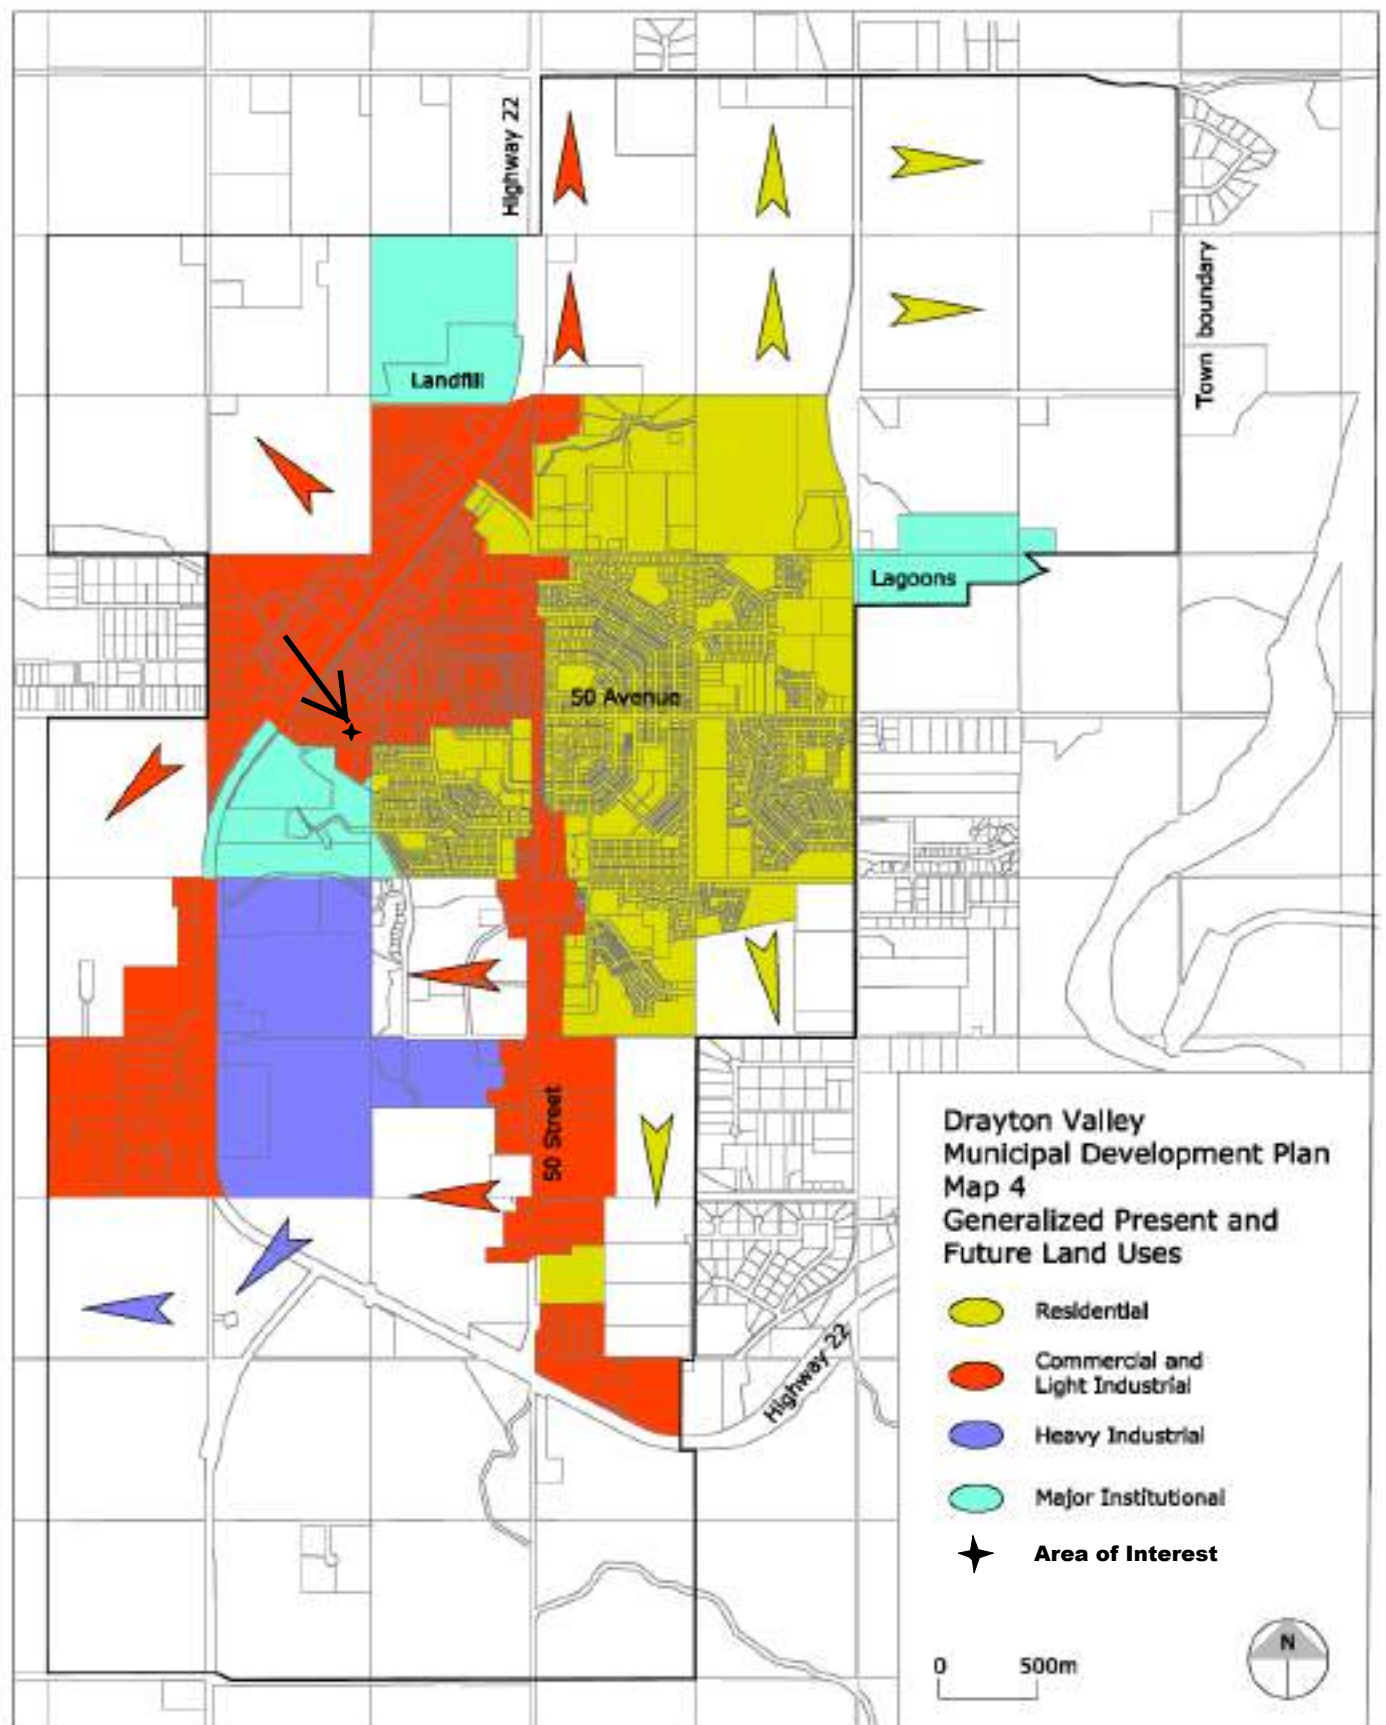 Highway 22
Town boundary
Landfill
Lagoons
50 Avenue
50 Street
Highway 22
Drayton Valley
Municipal Development Plan
Map 4
Generalized Present and
Future Land Uses
Residential
Commercial and
Light Industrial
Heavy Industrial
Major Institutional
Area of Interest
0 500m
N